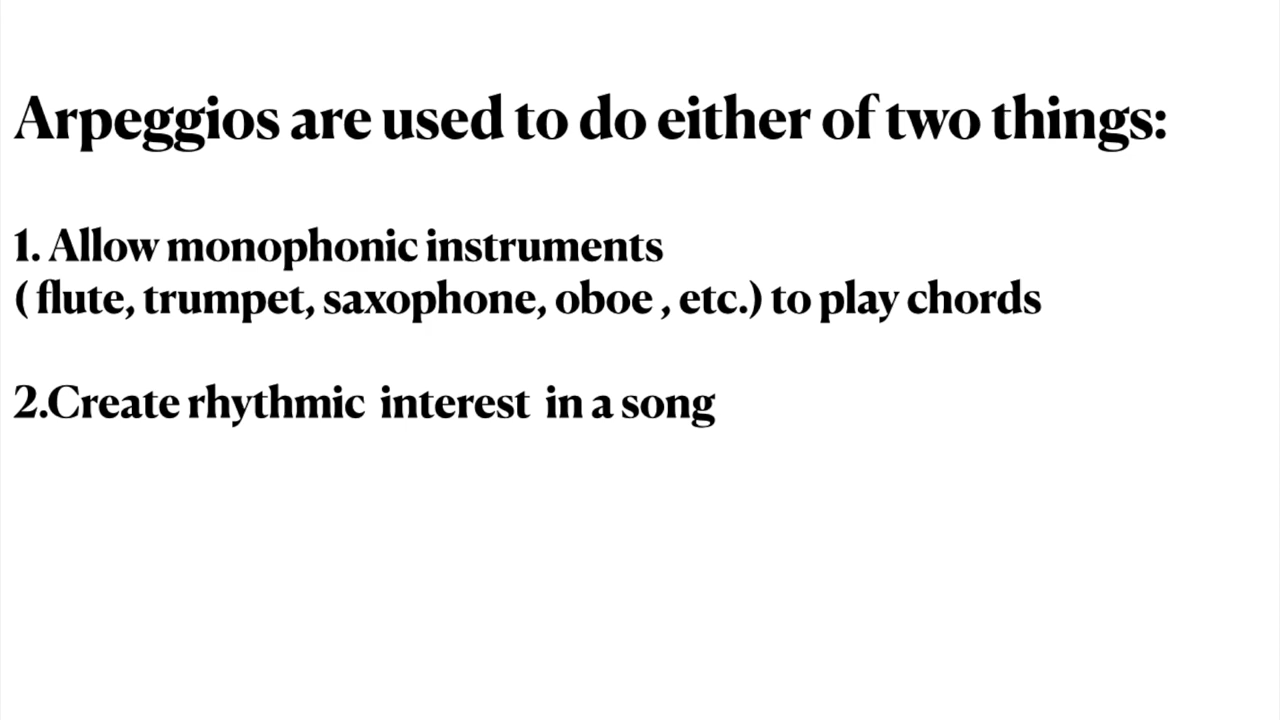 Arpeggios are used to do either of two things:
1. Allow monophonic instruments
( flute, trumpet, saxophone, oboe , etc.) to play chords
2.Create rhythmic  interest  in a song